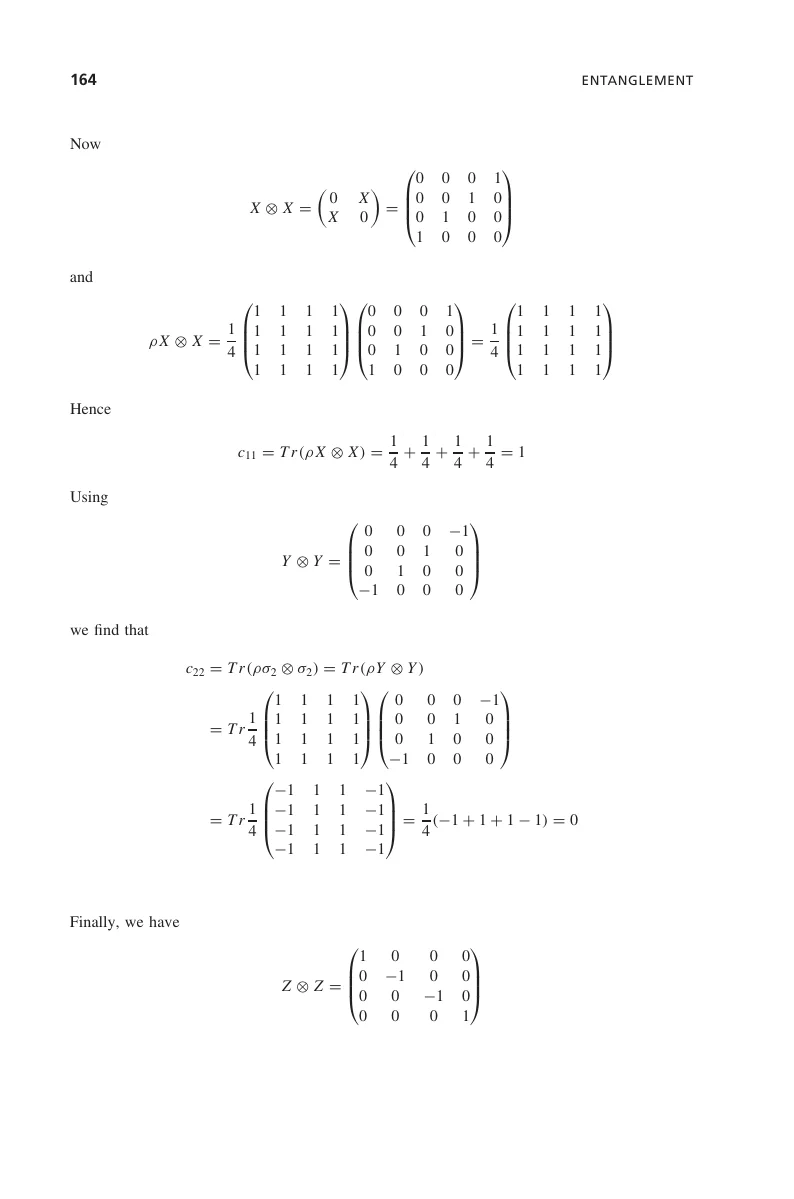 164 ENTANGLEMENT
Now
X ⊗ X = ( 0 X ; X 0 ) = ( 0 0 0 1 ; 0 0 1 0 ; 0 1 0 0 ; 1 0 0 0 )
and
ρX ⊗ X = 1/4 ( 1 1 1 1 ; 1 1 1 1 ; 1 1 1 1 ; 1 1 1 1 ) ( 0 0 0 1 ; 0 0 1 0 ; 0 1 0 0 ; 1 0 0 0 ) = 1/4 ( 1 1 1 1 ; 1 1 1 1 ; 1 1 1 1 ; 1 1 1 1 )
Hence
c₁₁ = Tr(ρX ⊗ X) = 1/4 + 1/4 + 1/4 + 1/4 = 1
Using
Y ⊗ Y = ( 0 0 0 −1 ; 0 0 1 0 ; 0 1 0 0 ; −1 0 0 0 )
we find that
c₂₂ = Tr(ρσ₂ ⊗ σ₂) = Tr(ρY ⊗ Y)
= Tr 1/4 ( 1 1 1 1 ; 1 1 1 1 ; 1 1 1 1 ; 1 1 1 1 ) ( 0 0 0 −1 ; 0 0 1 0 ; 0 1 0 0 ; −1 0 0 0 )
= Tr 1/4 ( −1 1 1 −1 ; −1 1 1 −1 ; −1 1 1 −1 ; −1 1 1 −1 ) = 1/4 (−1 + 1 + 1 − 1) = 0
Finally, we have
Z ⊗ Z = ( 1 0 0 0 ; 0 −1 0 0 ; 0 0 −1 0 ; 0 0 0 1 )